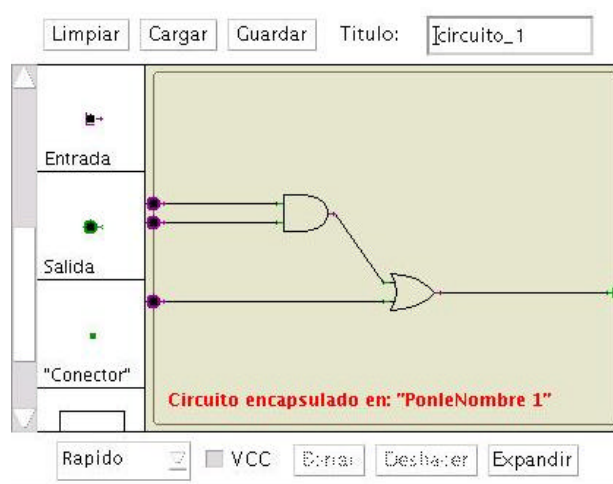 Limpiar Cargar Guardar Titulo: circuito_1
Entrada
Salida
"Conector"
Circuito encapsulado en: "PonleNombre 1"
Rapido VCC Borrar Deshacer Expandir